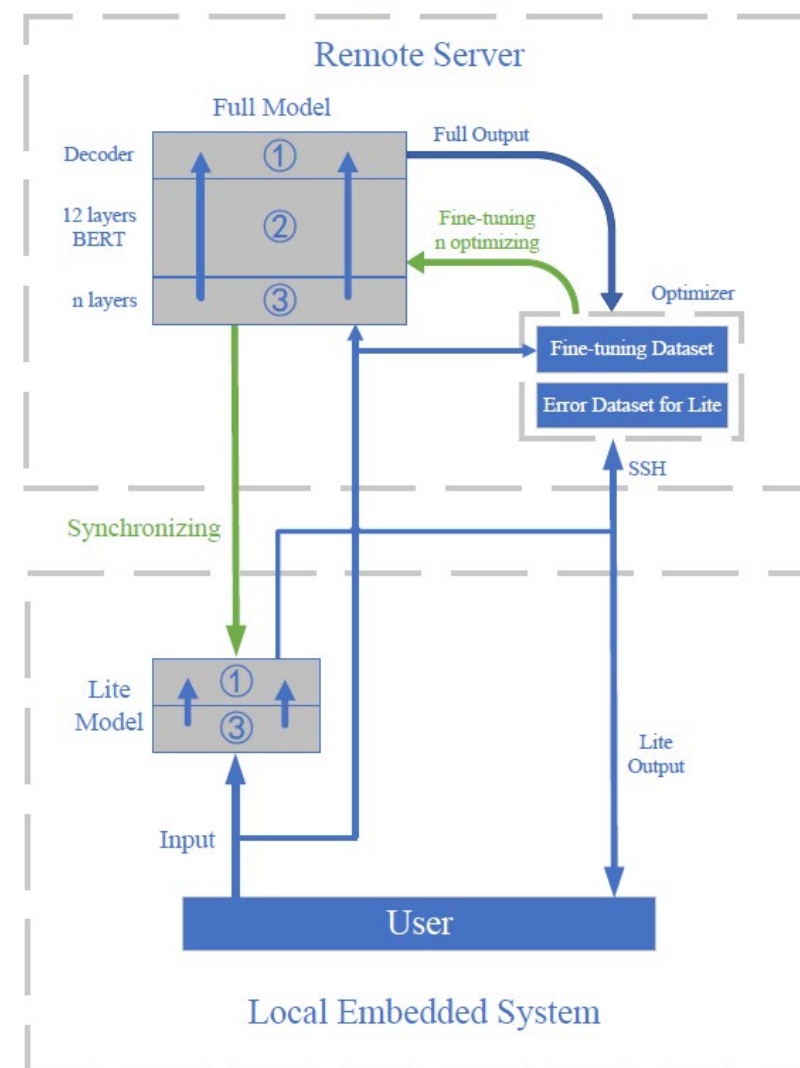 Remote Server
Full Model
Decoder
①
Full Output
12 layers
BERT
②
Fine-tuning
n optimizing
n layers
③
Optimizer
Fine-tuning Dataset
Error Dataset for Lite
SSH
Synchronizing
Lite
Model
①
③
Lite
Output
Input
User
Local Embedded System